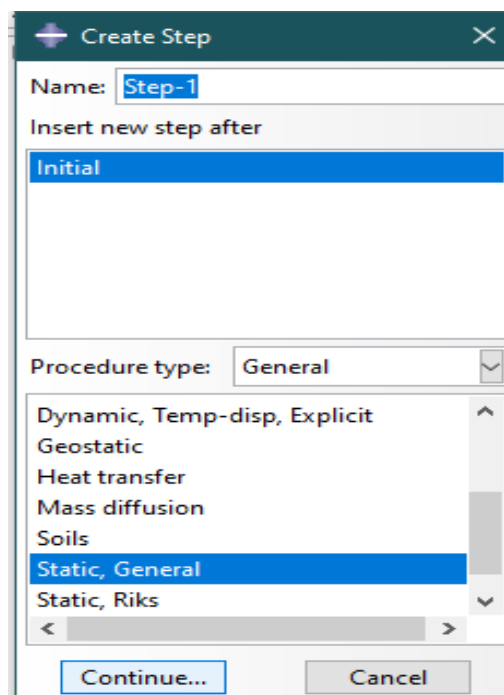 Create Step
Name: Step-1
Insert new step after
Initial
Procedure type: General
Dynamic, Temp-disp, Explicit
Geostatic
Heat transfer
Mass diffusion
Soils
Static, General
Static, Riks
Continue... Cancel